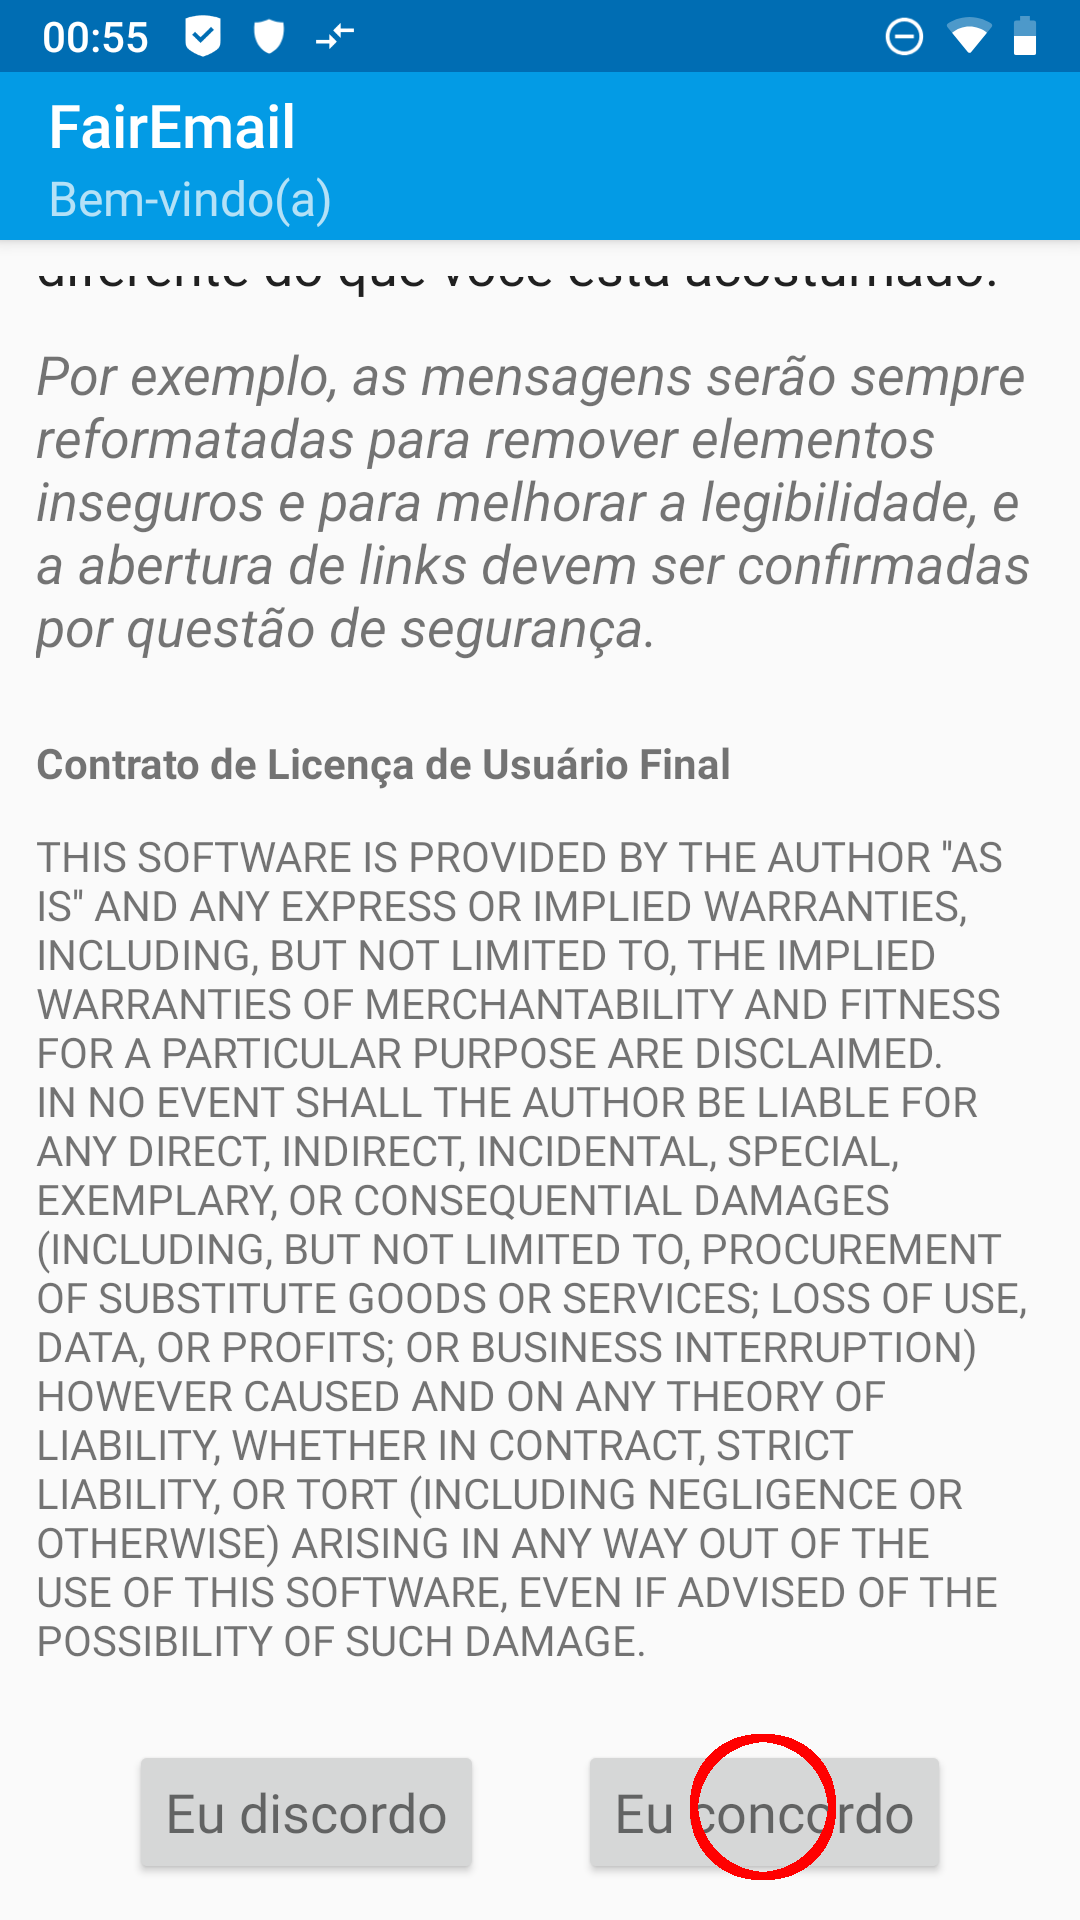 00:55
FairEmail
Bem-vindo(a)
diferente do que você está acostumado.
Por exemplo, as mensagens serão sempre
reformatadas para remover elementos
inseguros e para melhorar a legibilidade, e
a abertura de links devem ser confirmadas
por questão de segurança.
Contrato de Licença de Usuário Final
THIS SOFTWARE IS PROVIDED BY THE AUTHOR "AS
IS" AND ANY EXPRESS OR IMPLIED WARRANTIES,
INCLUDING, BUT NOT LIMITED TO, THE IMPLIED
WARRANTIES OF MERCHANTABILITY AND FITNESS
FOR A PARTICULAR PURPOSE ARE DISCLAIMED.
IN NO EVENT SHALL THE AUTHOR BE LIABLE FOR
ANY DIRECT, INDIRECT, INCIDENTAL, SPECIAL,
EXEMPLARY, OR CONSEQUENTIAL DAMAGES
(INCLUDING, BUT NOT LIMITED TO, PROCUREMENT
OF SUBSTITUTE GOODS OR SERVICES; LOSS OF USE,
DATA, OR PROFITS; OR BUSINESS INTERRUPTION)
HOWEVER CAUSED AND ON ANY THEORY OF
LIABILITY, WHETHER IN CONTRACT, STRICT
LIABILITY, OR TORT (INCLUDING NEGLIGENCE OR
OTHERWISE) ARISING IN ANY WAY OUT OF THE
USE OF THIS SOFTWARE, EVEN IF ADVISED OF THE
POSSIBILITY OF SUCH DAMAGE.
Eu discordo
Eu concordo